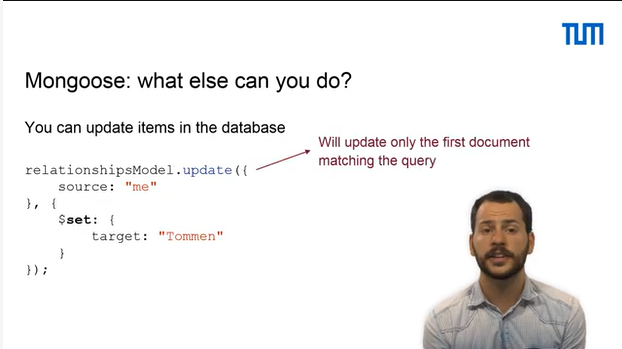 TUM
Mongoose: what else can you do?
You can update items in the database
Will update only the first document
matching the query
relationshipsModel.update({
source: "me"
}, {
$set: {
target: "Tommen"
}
});